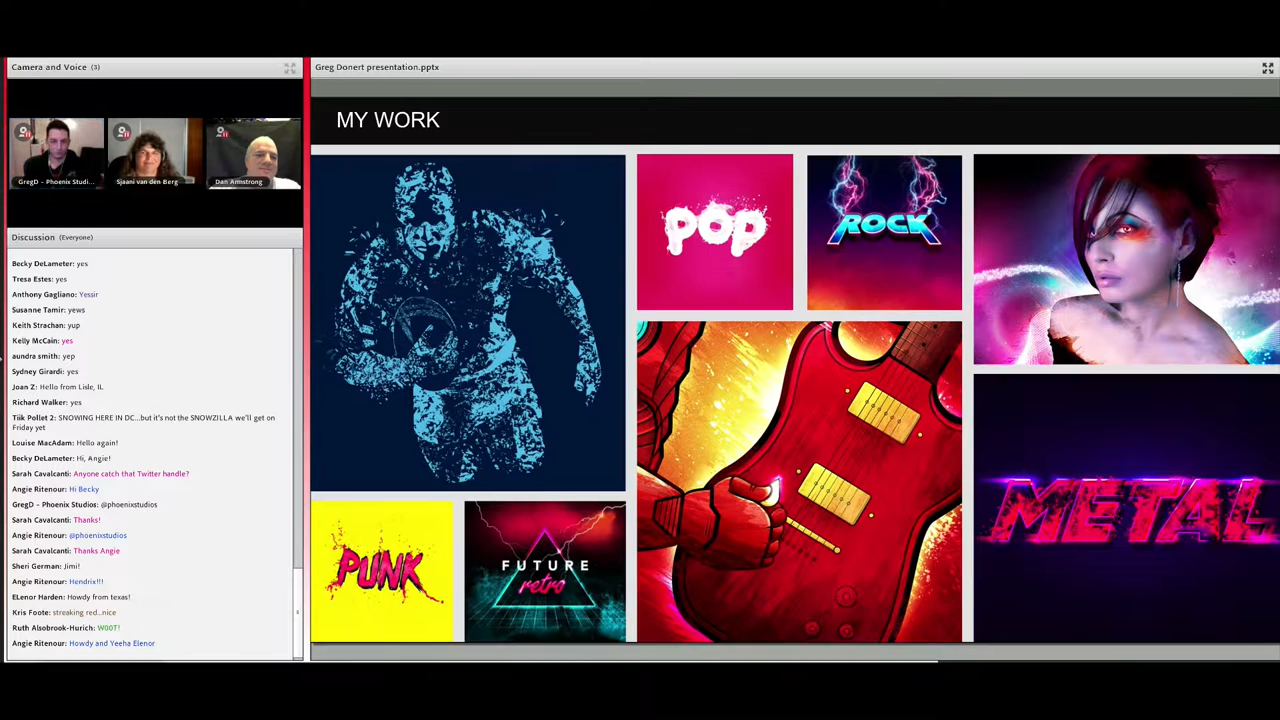 Camera and Voice (3)
GregD - Phoenix Studi...
Sjaani van den Berg
Dan Armstrong
Discussion (Everyone)
Becky DeLameter: yes
Tresa Estes: yes
Anthony Gagliano: Yessir
Susanne Tamir: yews
Keith Strachan: yup
Kelly McCain: yes
aundra smith: yep
Sydney Girardi: yes
Joan Z: Hello from Lisle, IL
Richard Walker: yes
Tiik Pollet 2: SNOWING HERE IN DC...but it's not the SNOWZILLA we'll get on
Friday yet
Louise MacAdam: Hello again!
Becky DeLameter: Hi, Angie!
Sarah Cavalcanti: Anyone catch that Twitter handle?
Angie Ritenour: Hi Becky
GregD - Phoenix Studios: @phoenixstudios
Sarah Cavalcanti: Thanks!
Angie Ritenour: @phoenixstudios
Sarah Cavalcanti: Thanks Angie
Sheri German: Jimi!
Angie Ritenour: Hendrix!!!
ELenor Harden: Howdy from texas!
Kris Foote: streaking red...nice
Ruth Alsobrook-Hurich: W00T!
Angie Ritenour: Howdy and Yeeha Elenor
Greg Donert presentation.pptx
MY WORK
POP
ROCK
PUNK
FUTURE
retro
METAL